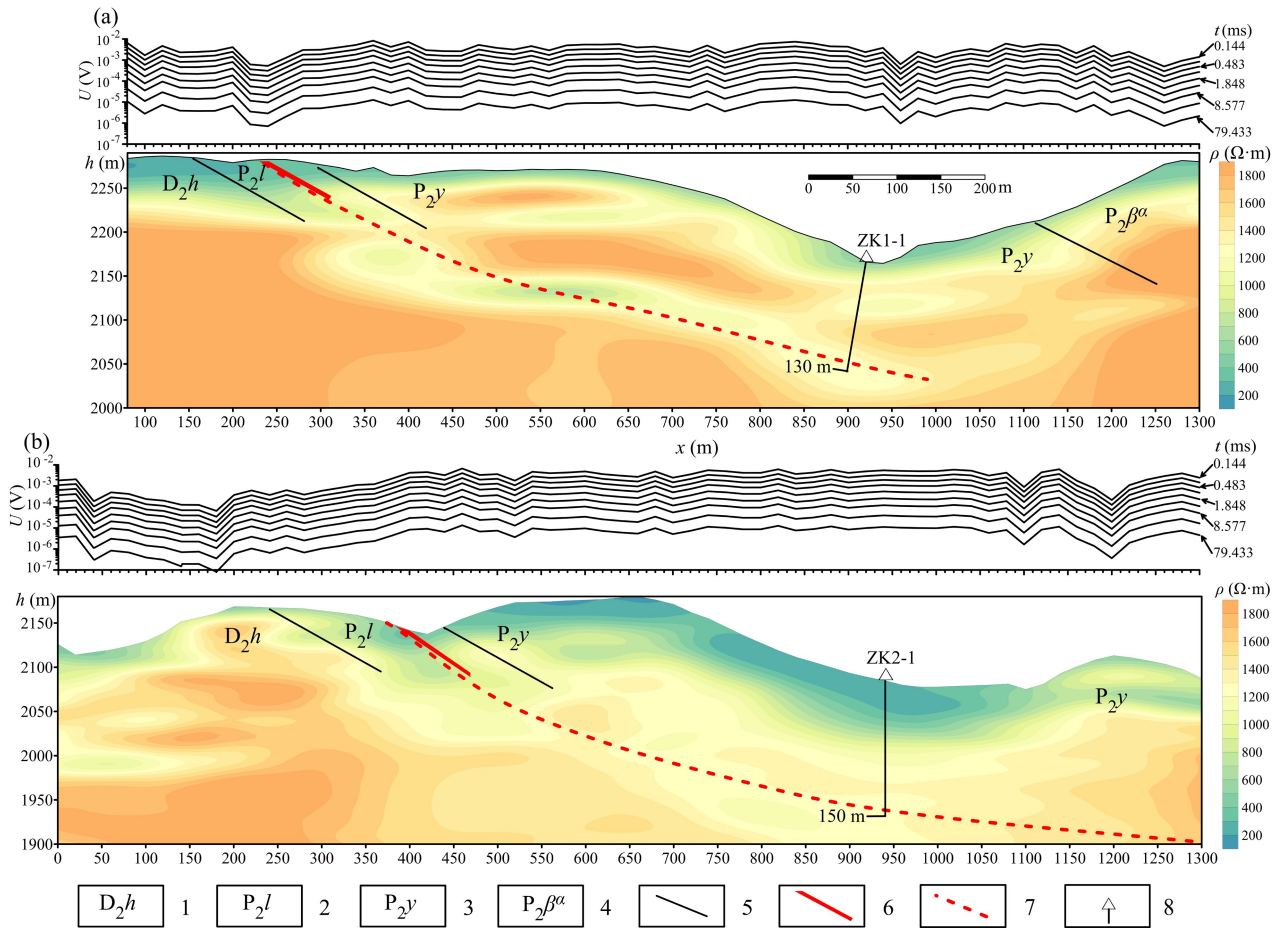 (a)
10⁻²
10⁻³
10⁻⁴
10⁻⁵
10⁻⁶
10⁻⁷
U (V)
t (ms)
0.144
0.483
1.848
8.577
79.433
h (m)
2250
2200
2150
2100
2050
2000
D₂h
P₂l
P₂y
0 50 100 150 200 m
ZK1-1
130 m
P₂y
P₂βᵅ
ρ (Ω·m)
1800
1600
1400
1200
1000
800
600
400
200
100 150 200 250 300 350 400 450 500 550 600 650 700 750 800 850 900 950 1000 1050 1100 1150 1200 1250 1300
x (m)
(b)
10⁻²
10⁻³
10⁻⁴
10⁻⁵
10⁻⁶
10⁻⁷
U (V)
t (ms)
0.144
0.483
1.848
8.577
79.433
h (m)
2150
2100
2050
2000
1950
1900
D₂h
P₂l
P₂y
ZK2-1
150 m
P₂y
ρ (Ω·m)
1800
1600
1400
1200
1000
800
600
400
200
0 50 100 150 200 250 300 350 400 450 500 550 600 650 700 750 800 850 900 950 1000 1050 1100 1150 1200 1250 1300
D₂h 1 P₂l 2 P₂y 3 P₂βᵅ 4 5 6 7 8